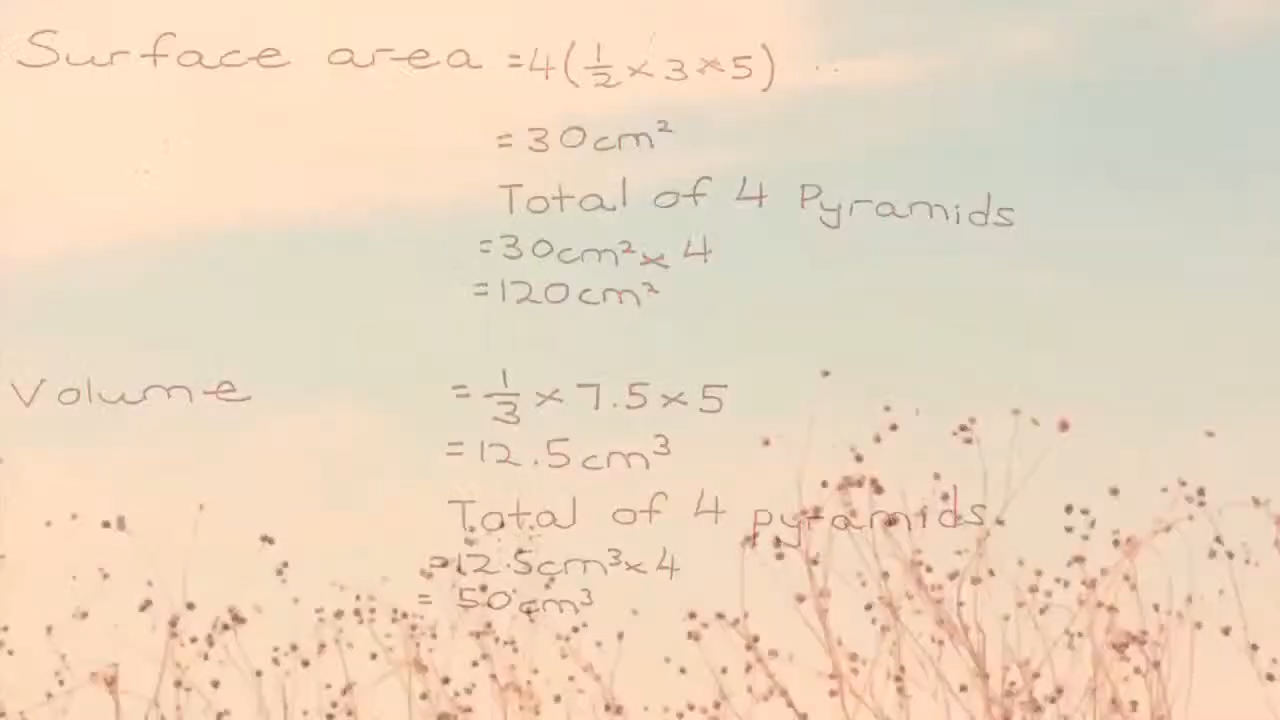 Surface area = 4(1/2 × 3 × 5)
= 30cm²
Total of 4 Pyramids
= 30cm² × 4
= 120cm²
Volume = 1/3 × 7.5 × 5
= 12.5cm³
Total of 4 pyramids.
= 12.5cm³ × 4
= 50cm³